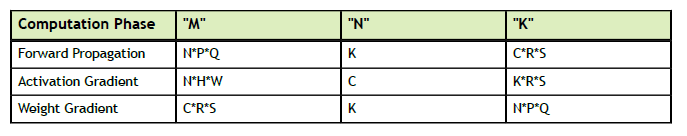 Computation Phase "M" "N" "K"
Forward Propagation N*P*Q K C*R*S
Activation Gradient N*H*W C K*R*S
Weight Gradient C*R*S K N*P*Q